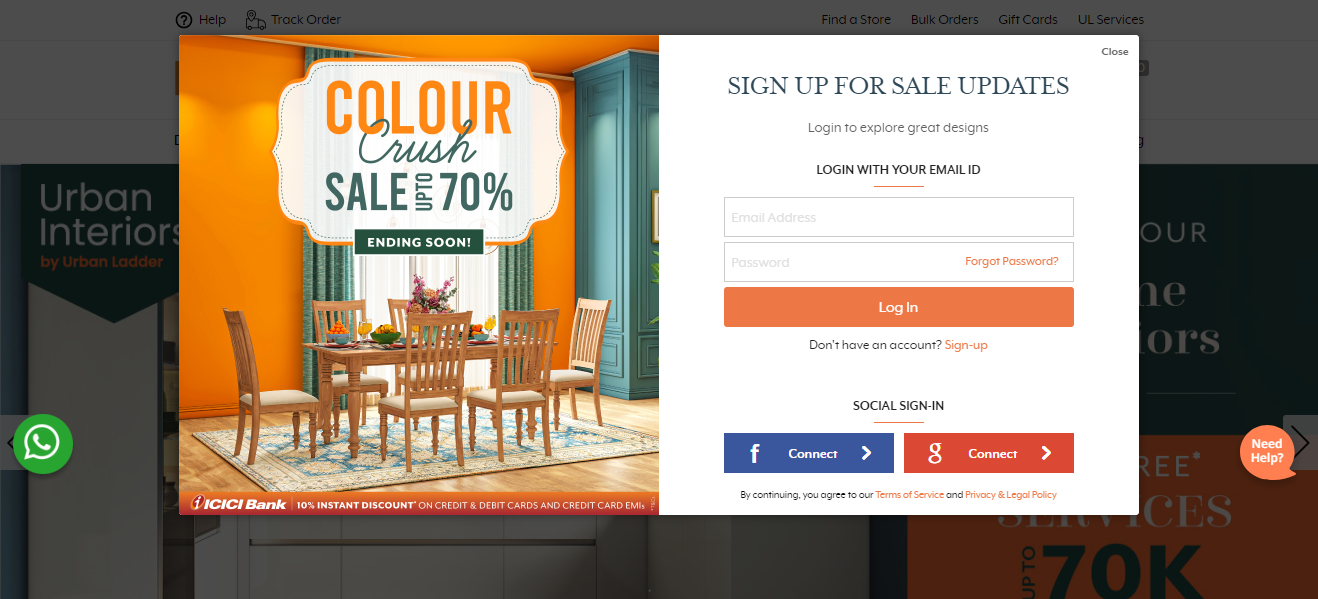 Help
Track Order
Find a Store
Bulk Orders
Gift Cards
UL Services
Close
COLOUR
Crush
SALE UPTO 70%
ENDING SOON!
ICICI Bank
10% INSTANT DISCOUNT* ON CREDIT & DEBIT CARDS AND CREDIT CARD EMIs
SIGN UP FOR SALE UPDATES
Login to explore great designs
LOGIN WITH YOUR EMAIL ID
Email Address
Password
Forgot Password?
Log In
Don't have an account? Sign-up
SOCIAL SIGN-IN
f Connect
g Connect
By continuing, you agree to our Terms of Service and Privacy & Legal Policy
Urban
Interiors
by Urban Ladder
OUR
ne
iors
REE*
SERVICES
UPTO 70K
Need
Help?